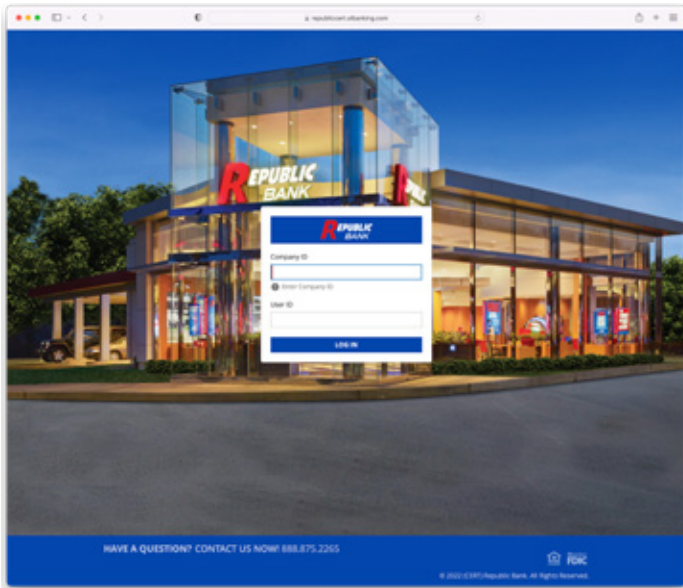 republiccert.olbanking.com
REPUBLIC
BANK
REPUBLIC
BANK
Company ID
Enter Company ID
User ID
LOG IN
HAVE A QUESTION? CONTACT US NOW! 888.875.2265
FDIC
© 2022 (CERT) Republic Bank. All Rights Reserved.